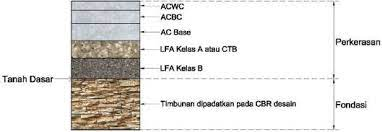 ACWC
ACBC
AC Base
LFA Kelas A atau CTB
LFA Kelas B
Perkerasan
Tanah Dasar
Timbunan dipadatkan pada CBR desain
Fondasi